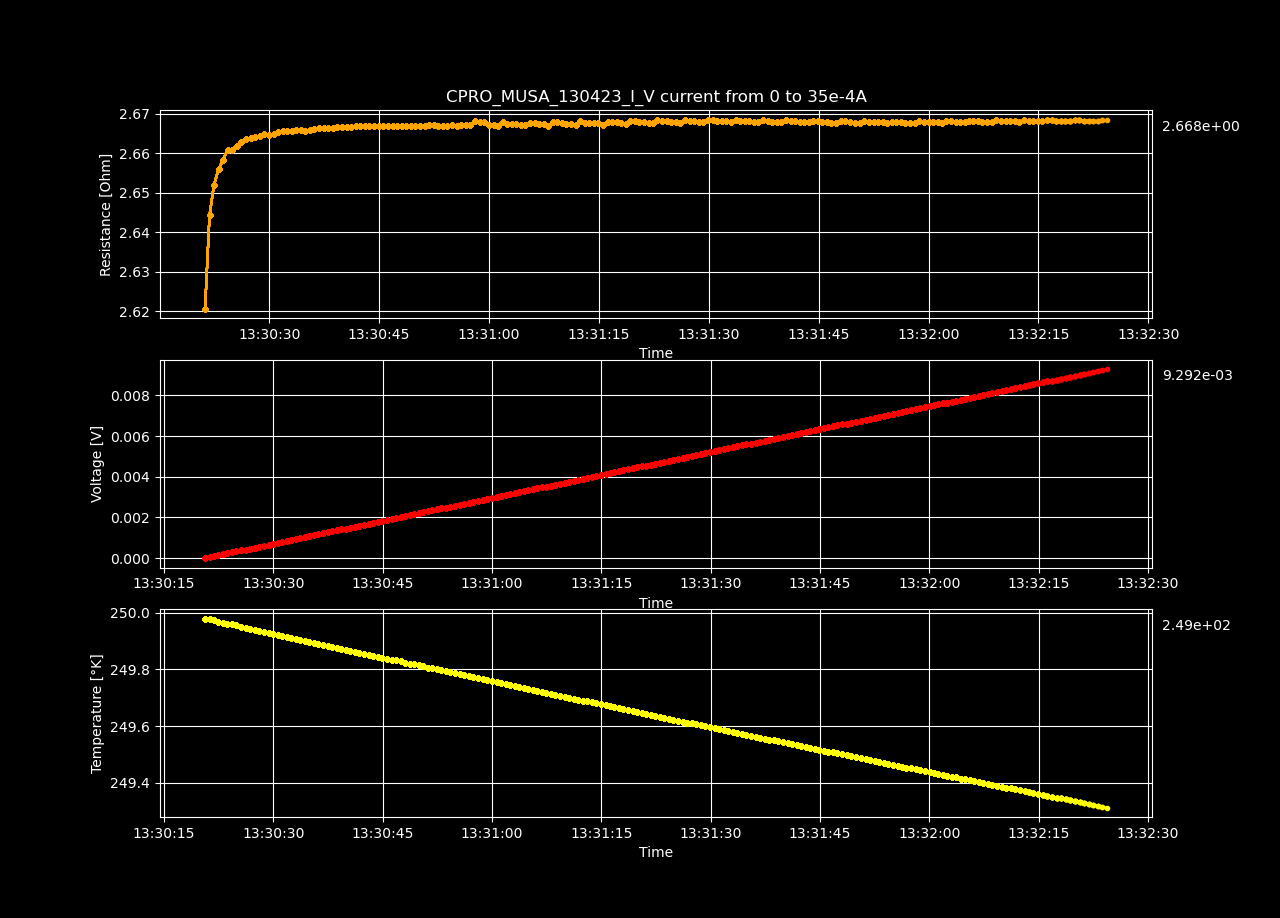 CPRO_MUSA_130423_I_V current from 0 to 35e-4A
2.67
2.66
2.65
2.64
2.63
2.62
Resistance [Ohm]
2.668e+00
13:30:30 13:30:45 13:31:00 13:31:15 13:31:30 13:31:45 13:32:00 13:32:15 13:32:30
Time
0.008
0.006
0.004
0.002
0.000
Voltage [V]
9.292e-03
13:30:15 13:30:30 13:30:45 13:31:00 13:31:15 13:31:30 13:31:45 13:32:00 13:32:15 13:32:30
Time
250.0
249.8
249.6
249.4
Temperature [°K]
2.49e+02
13:30:15 13:30:30 13:30:45 13:31:00 13:31:15 13:31:30 13:31:45 13:32:00 13:32:15 13:32:30
Time